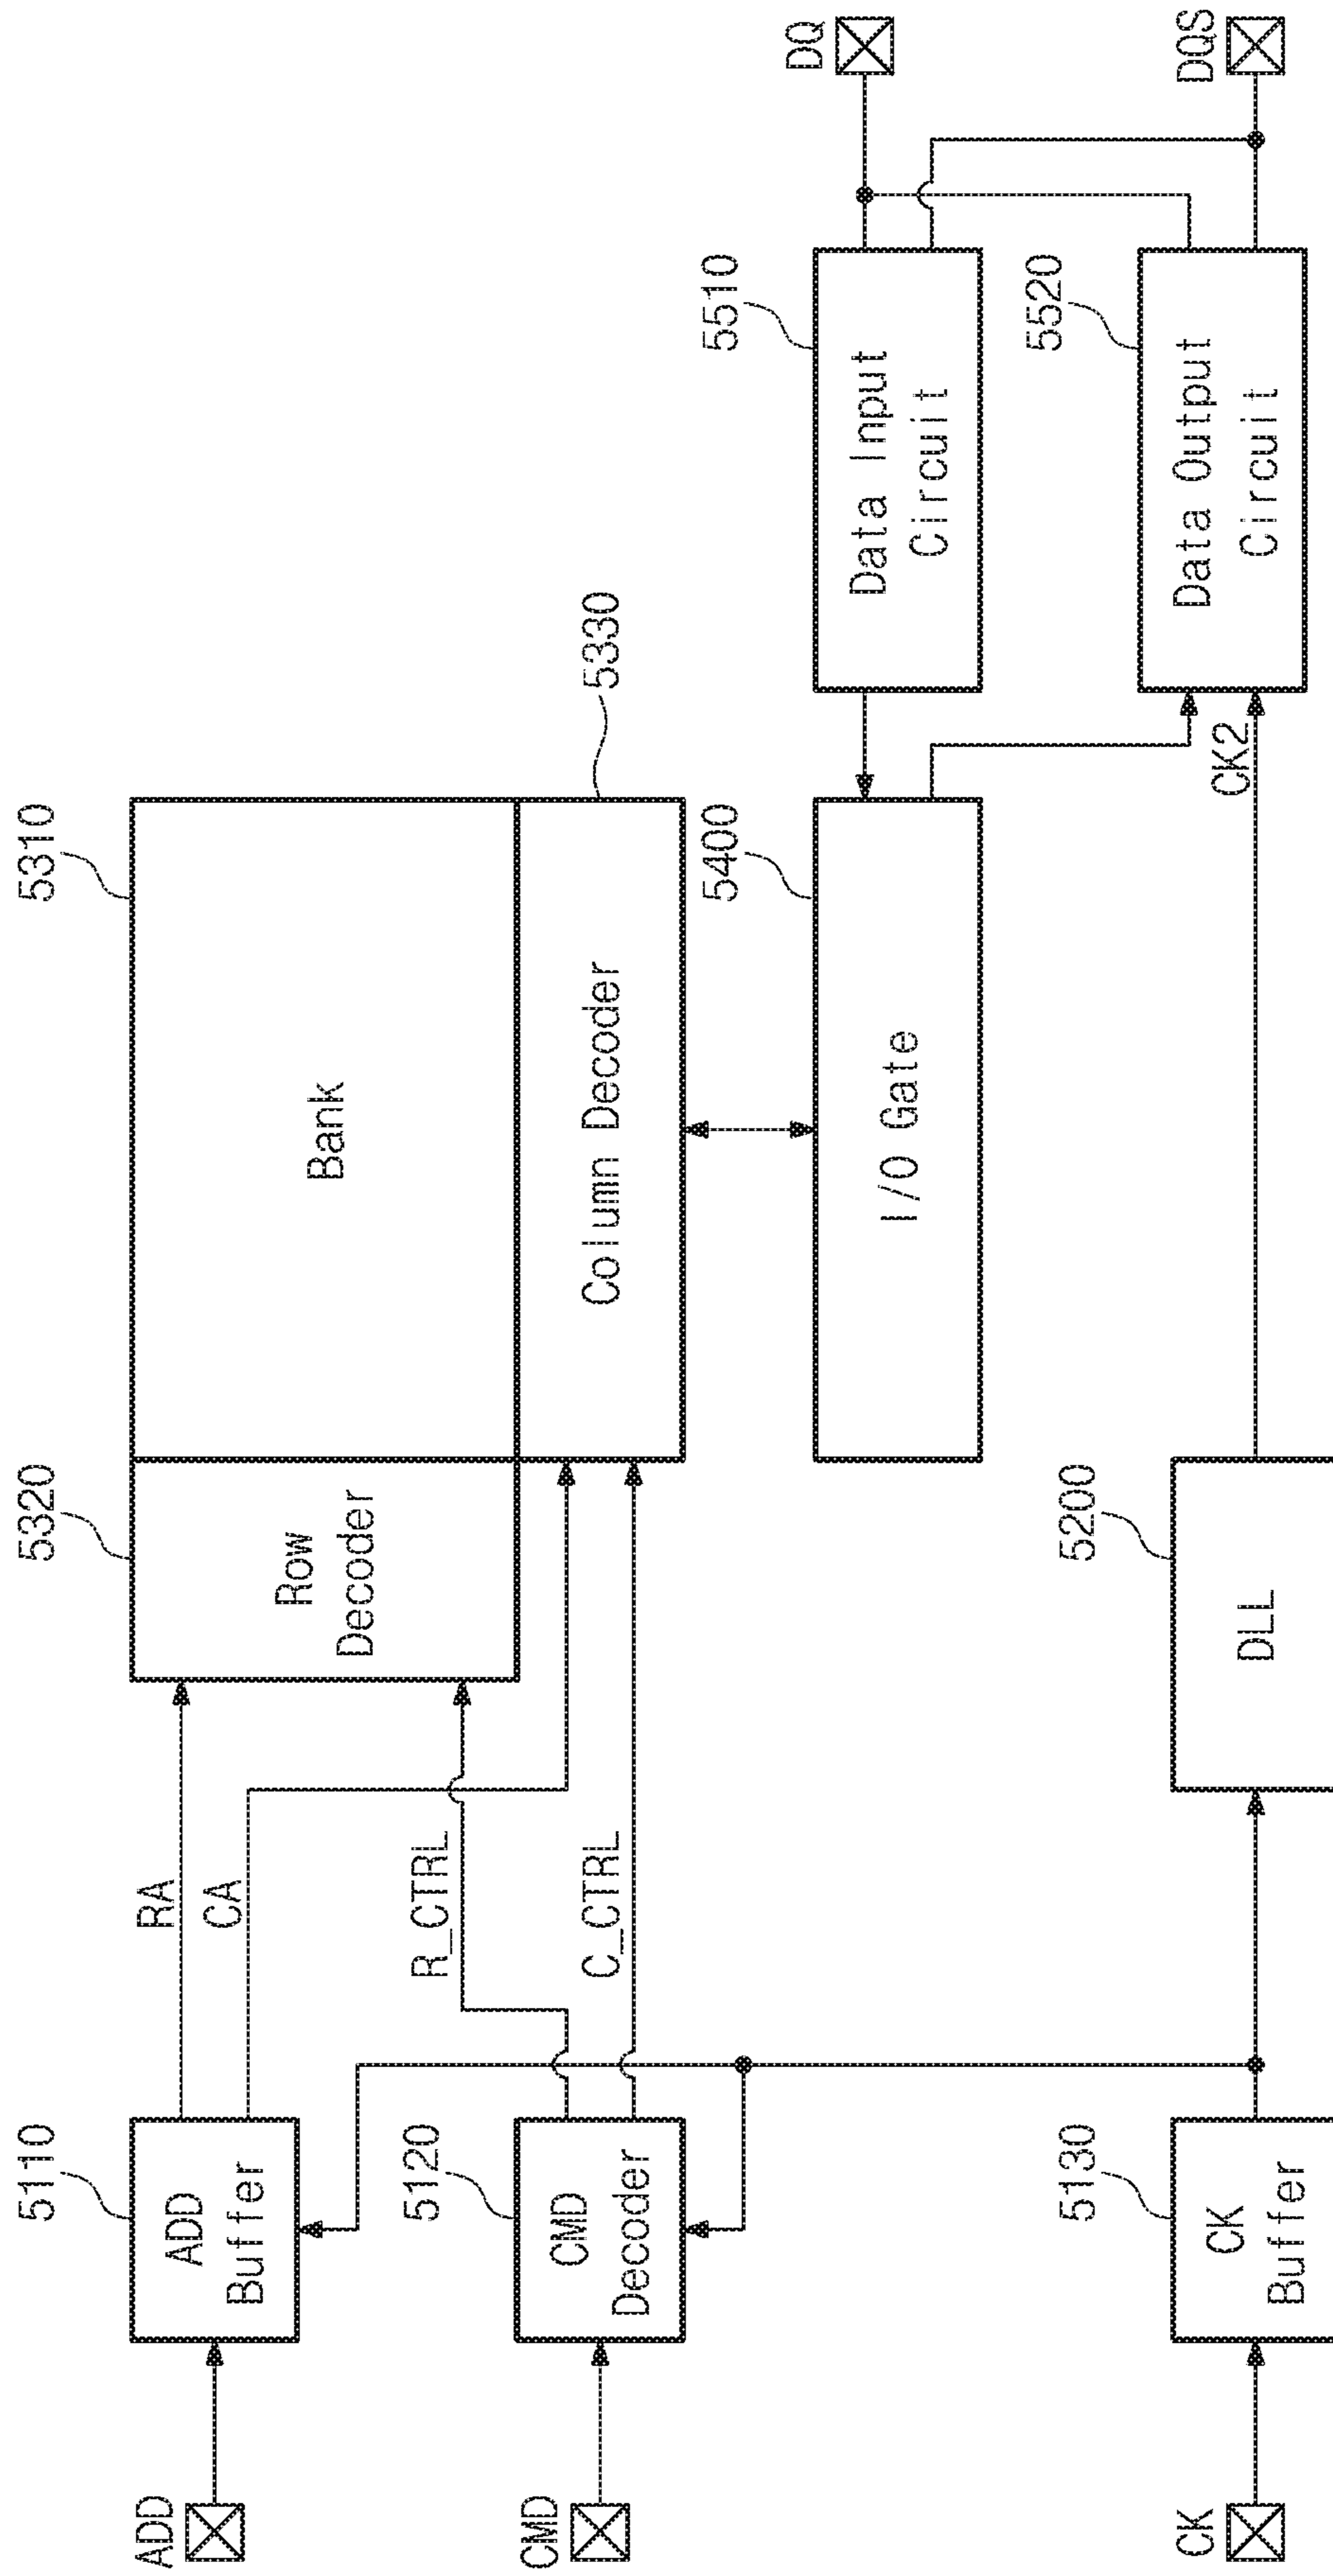 5310
5320
5110
Bank
Row
Decoder
RA
CA
ADD
Buffer
ADD
5330
Column Decoder
R_CTRL
C_CTRL
5120
CMD
Decoder
CMD
DQ
5510
Data Input
Circuit
5400
I/O Gate
DQS
5520
Data Output
Circuit
CK2
5200
DLL
5130
CK
Buffer
CK